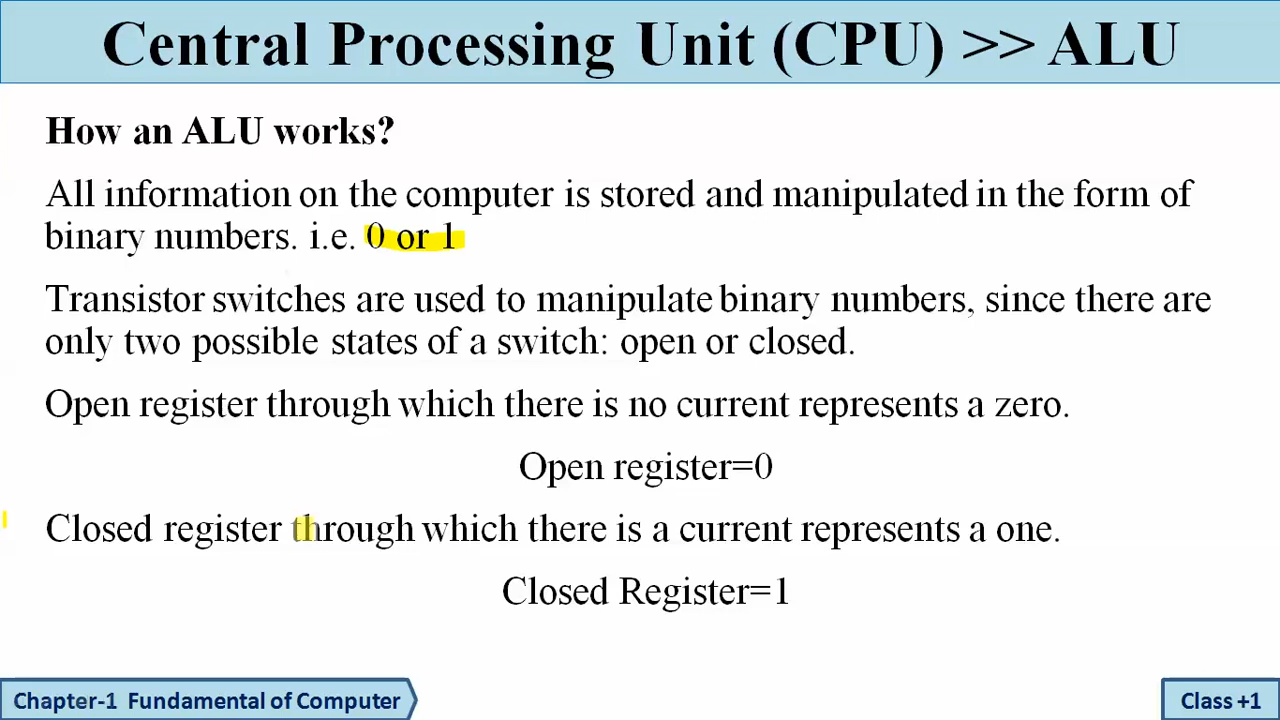 Central Processing Unit (CPU) >> ALU
How an ALU works?
All information on the computer is stored and manipulated in the form of
binary numbers. i.e. 0 or 1
Transistor switches are used to manipulate binary numbers, since there are
only two possible states of a switch: open or closed.
Open register through which there is no current represents a zero.
Open register=0
Closed register through which there is a current represents a one.
Closed Register=1
Chapter-1 Fundamental of Computer
Class +1